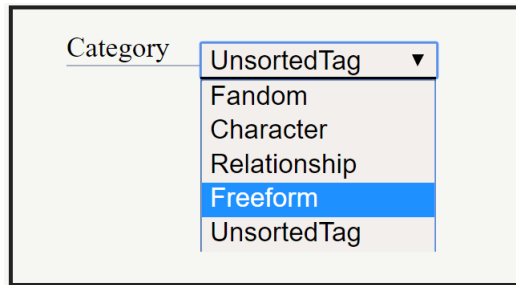 Category
UnsortedTag ▼
Fandom
Character
Relationship
Freeform
UnsortedTag